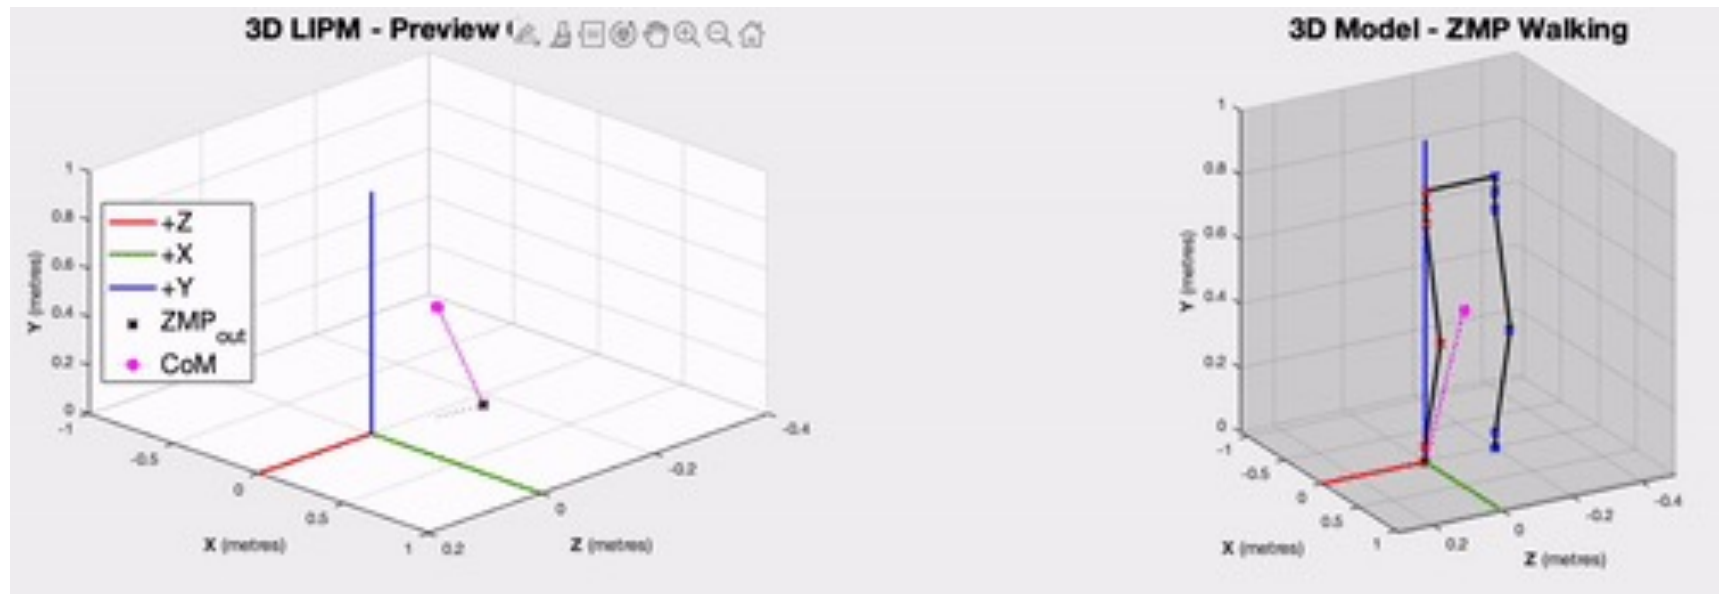 3D LIPM - Preview
1
0.8
0.6
0.4
0.2
0
Y (metres)
+Z
+X
+Y
ZMP out
CoM
-1
-0.5
0
0.5
1
X (metres)
0.2
0
-0.2
-0.4
Z (metres)
3D Model - ZMP Walking
1
0.8
0.6
0.4
0.2
0
Y (metres)
-1
-0.5
0
0.5
1
X (metres)
0.2
0
-0.2
-0.4
Z (metres)